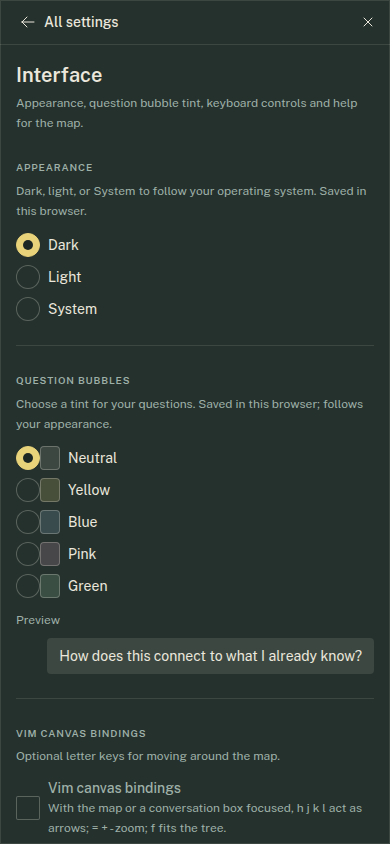 All settings
Interface
Appearance, question bubble tint, keyboard controls and help
for the map.
APPEARANCE
Dark, light, or System to follow your operating system. Saved in
this browser.
Dark
Light
System
QUESTION BUBBLES
Choose a tint for your questions. Saved in this browser; follows
your appearance.
Neutral
Yellow
Blue
Pink
Green
Preview
How does this connect to what I already know?
VIM CANVAS BINDINGS
Optional letter keys for moving around the map.
Vim canvas bindings
With the map or a conversation box focused, h j k l act as
arrows; = + - zoom; f fits the tree.